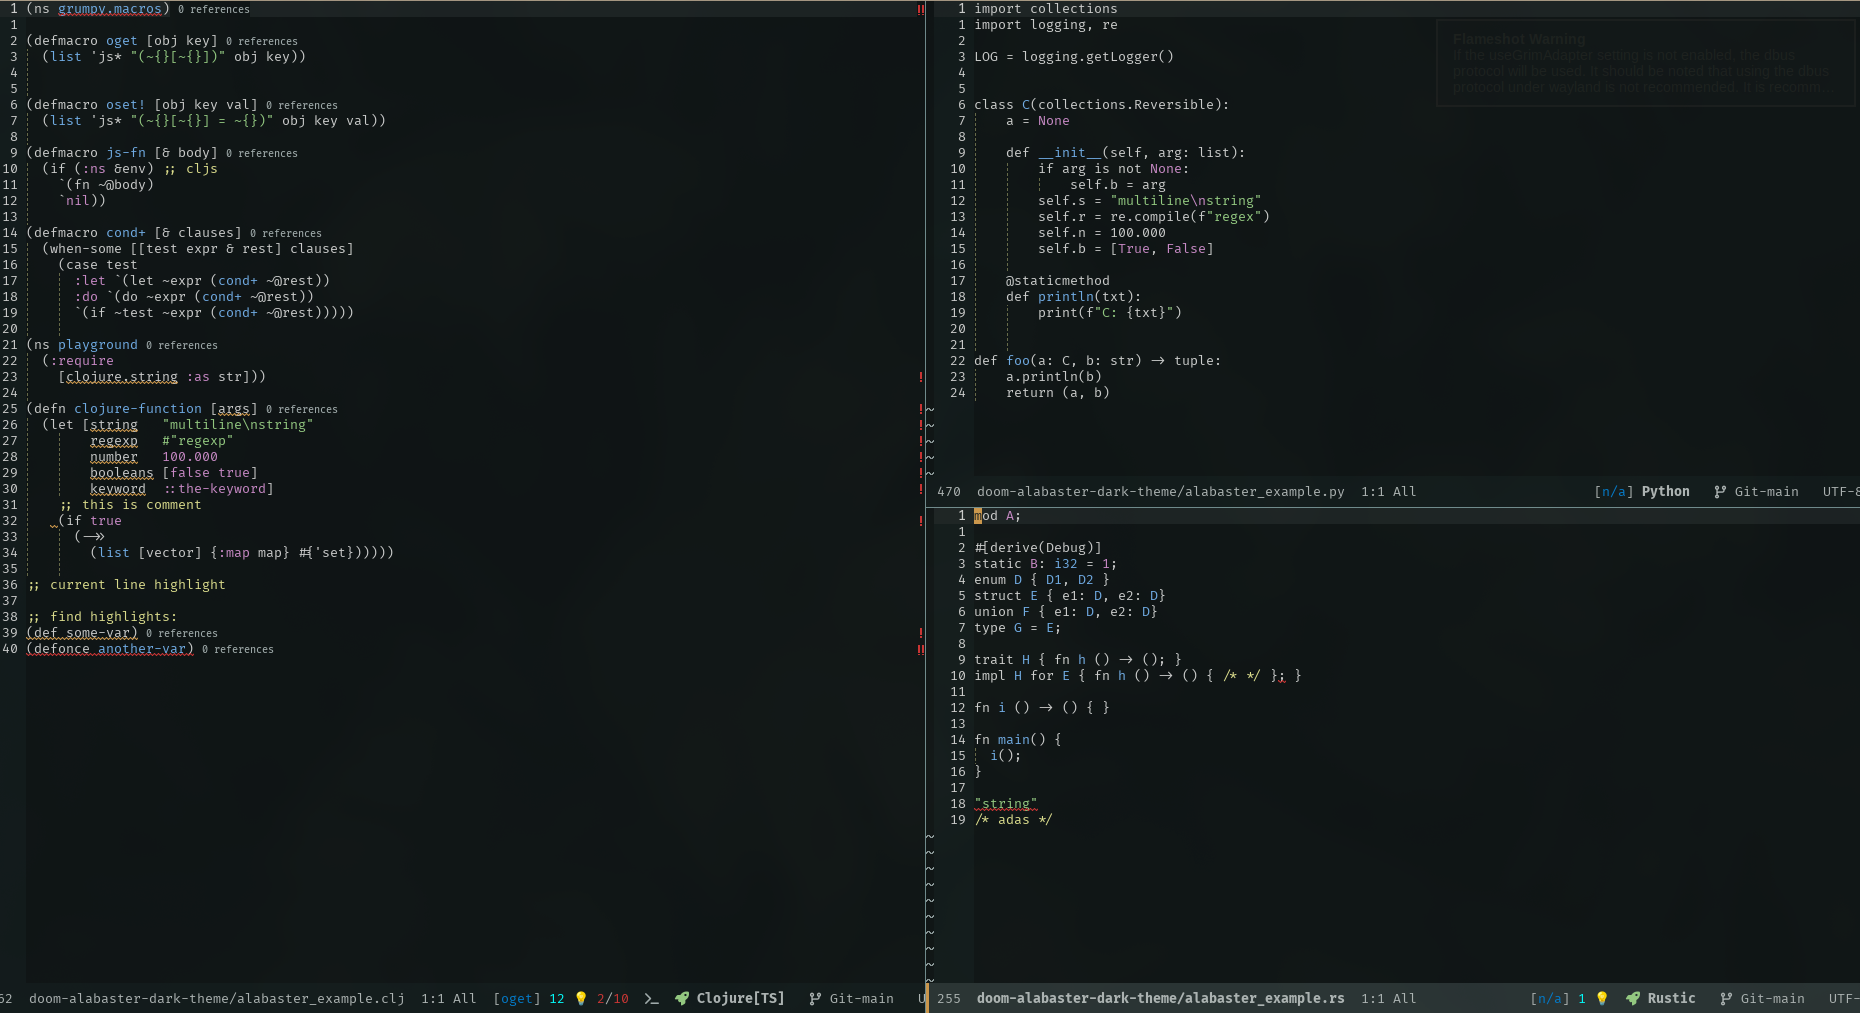 1 (ns grumpy.macros) 0 references !!
1
2 (defmacro oget [obj key] 0 references
3 (list 'js* "(~{}[~{}])" obj key))
4
5
6 (defmacro oset! [obj key val] 0 references
7 (list 'js* "(~{}[~{}] = ~{})" obj key val))
8
9 (defmacro js-fn [& body] 0 references
10 (if (:ns &env) ;; cljs
11 `(fn ~@body)
12 `nil))
13
14 (defmacro cond+ [& clauses] 0 references
15 (when-some [[test expr & rest] clauses]
16 (case test
17 :let `(let ~expr (cond+ ~@rest))
18 :do `(do ~expr (cond+ ~@rest))
19 `(if ~test ~expr (cond+ ~@rest)))))
20
21 (ns playground 0 references
22 (:require
23 [clojure.string :as str])) !
24
25 (defn clojure-function [args] 0 references !
26 (let [string "multiline\nstring" !
27 regexp #"regexp" !
28 number 100.000 !
29 booleans [false true] !
30 keyword ::the-keyword] !
31 ;; this is comment
32 (if true !
33 (->>
34 (list [vector] {:map map} #{'set})))))
35
36 ;; current line highlight
37
38 ;; find highlights:
39 (def some-var) 0 references !
40 (defonce another-var) 0 references !!
62 doom-alabaster-dark-theme/alabaster_example.clj 1:1 All [oget] 12 2/10 Clojure[TS] Git-main U
1 import collections
1 import logging, re
2
3 LOG = logging.getLogger()
4
5
6 class C(collections.Reversible):
7 a = None
8
9 def __init__(self, arg: list):
10 if arg is not None:
11 self.b = arg
12 self.s = "multiline\nstring"
13 self.r = re.compile(f"regex")
14 self.n = 100.000
15 self.b = [True, False]
16
17 @staticmethod
18 def println(txt):
19 print(f"C: {txt}")
20
21
22 def foo(a: C, b: str) -> tuple:
23 a.println(b)
24 return (a, b)
~
~
~
~
~
Flameshot Warning
If the useGrimAdapter setting is not enabled, the dbus
protocol will be used. It should be noted that using the dbus
protocol under wayland is not recommended. It is recomm...
470 doom-alabaster-dark-theme/alabaster_example.py 1:1 All [n/a] Python Git-main UTF-8
1 mod A;
1
2 #[derive(Debug)]
3 static B: i32 = 1;
4 enum D { D1, D2 }
5 struct E { e1: D, e2: D}
6 union F { e1: D, e2: D}
7 type G = E;
8
9 trait H { fn h () -> (); }
10 impl H for E { fn h () -> () { /* */ }; }
11
12 fn i () -> () { }
13
14 fn main() {
15 i();
16 }
17
18 "string"
19 /* adas */
~
~
~
~
~
~
~
~
~
~
255 doom-alabaster-dark-theme/alabaster_example.rs 1:1 All [n/a] 1 Rustic Git-main UTF-